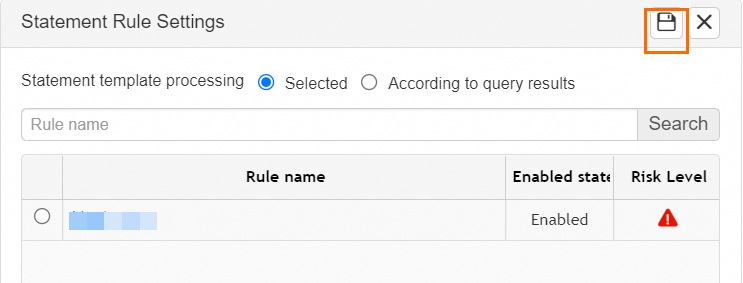 Statement Rule Settings
Statement template processing Selected According to query results
Rule name Search
Rule name Enabled state Risk Level
Enabled